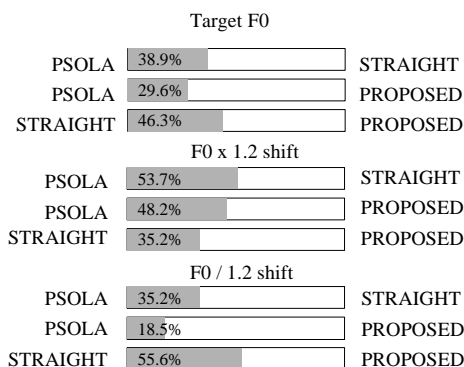 Target F0
PSOLA 38.9% STRAIGHT
PSOLA 29.6% PROPOSED
STRAIGHT 46.3% PROPOSED
F0 x 1.2 shift
PSOLA 53.7% STRAIGHT
PSOLA 48.2% PROPOSED
STRAIGHT 35.2% PROPOSED
F0 / 1.2 shift
PSOLA 35.2% STRAIGHT
PSOLA 18.5% PROPOSED
STRAIGHT 55.6% PROPOSED